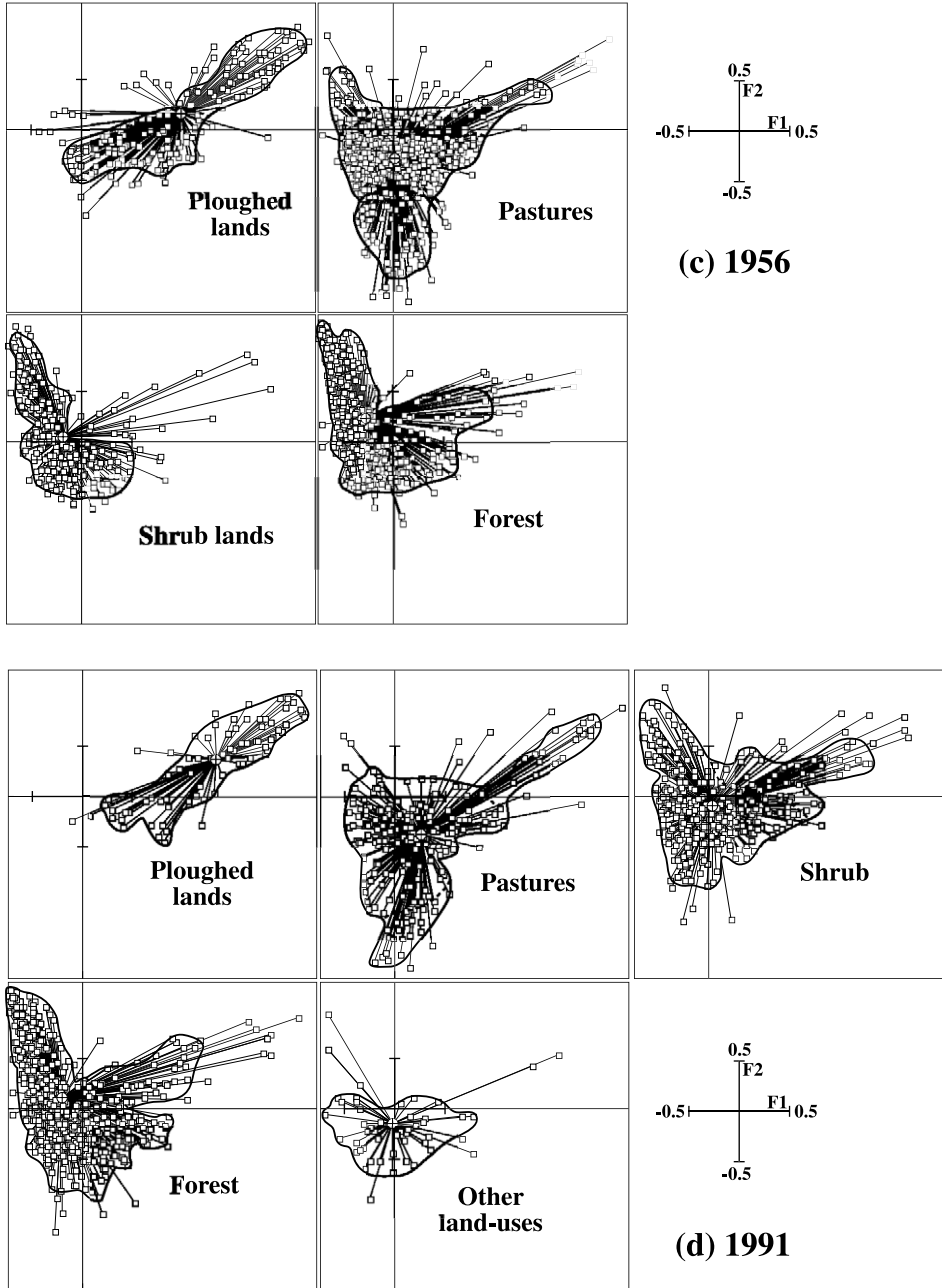 Ploughed
lands
Pastures
0.5
F2
-0.5
F1
0.5
-0.5
(c) 1956
Shrub lands
Forest
Ploughed
lands
Pastures
Shrub
Forest
Other
land-uses
0.5
F2
-0.5
F1
0.5
-0.5
(d) 1991